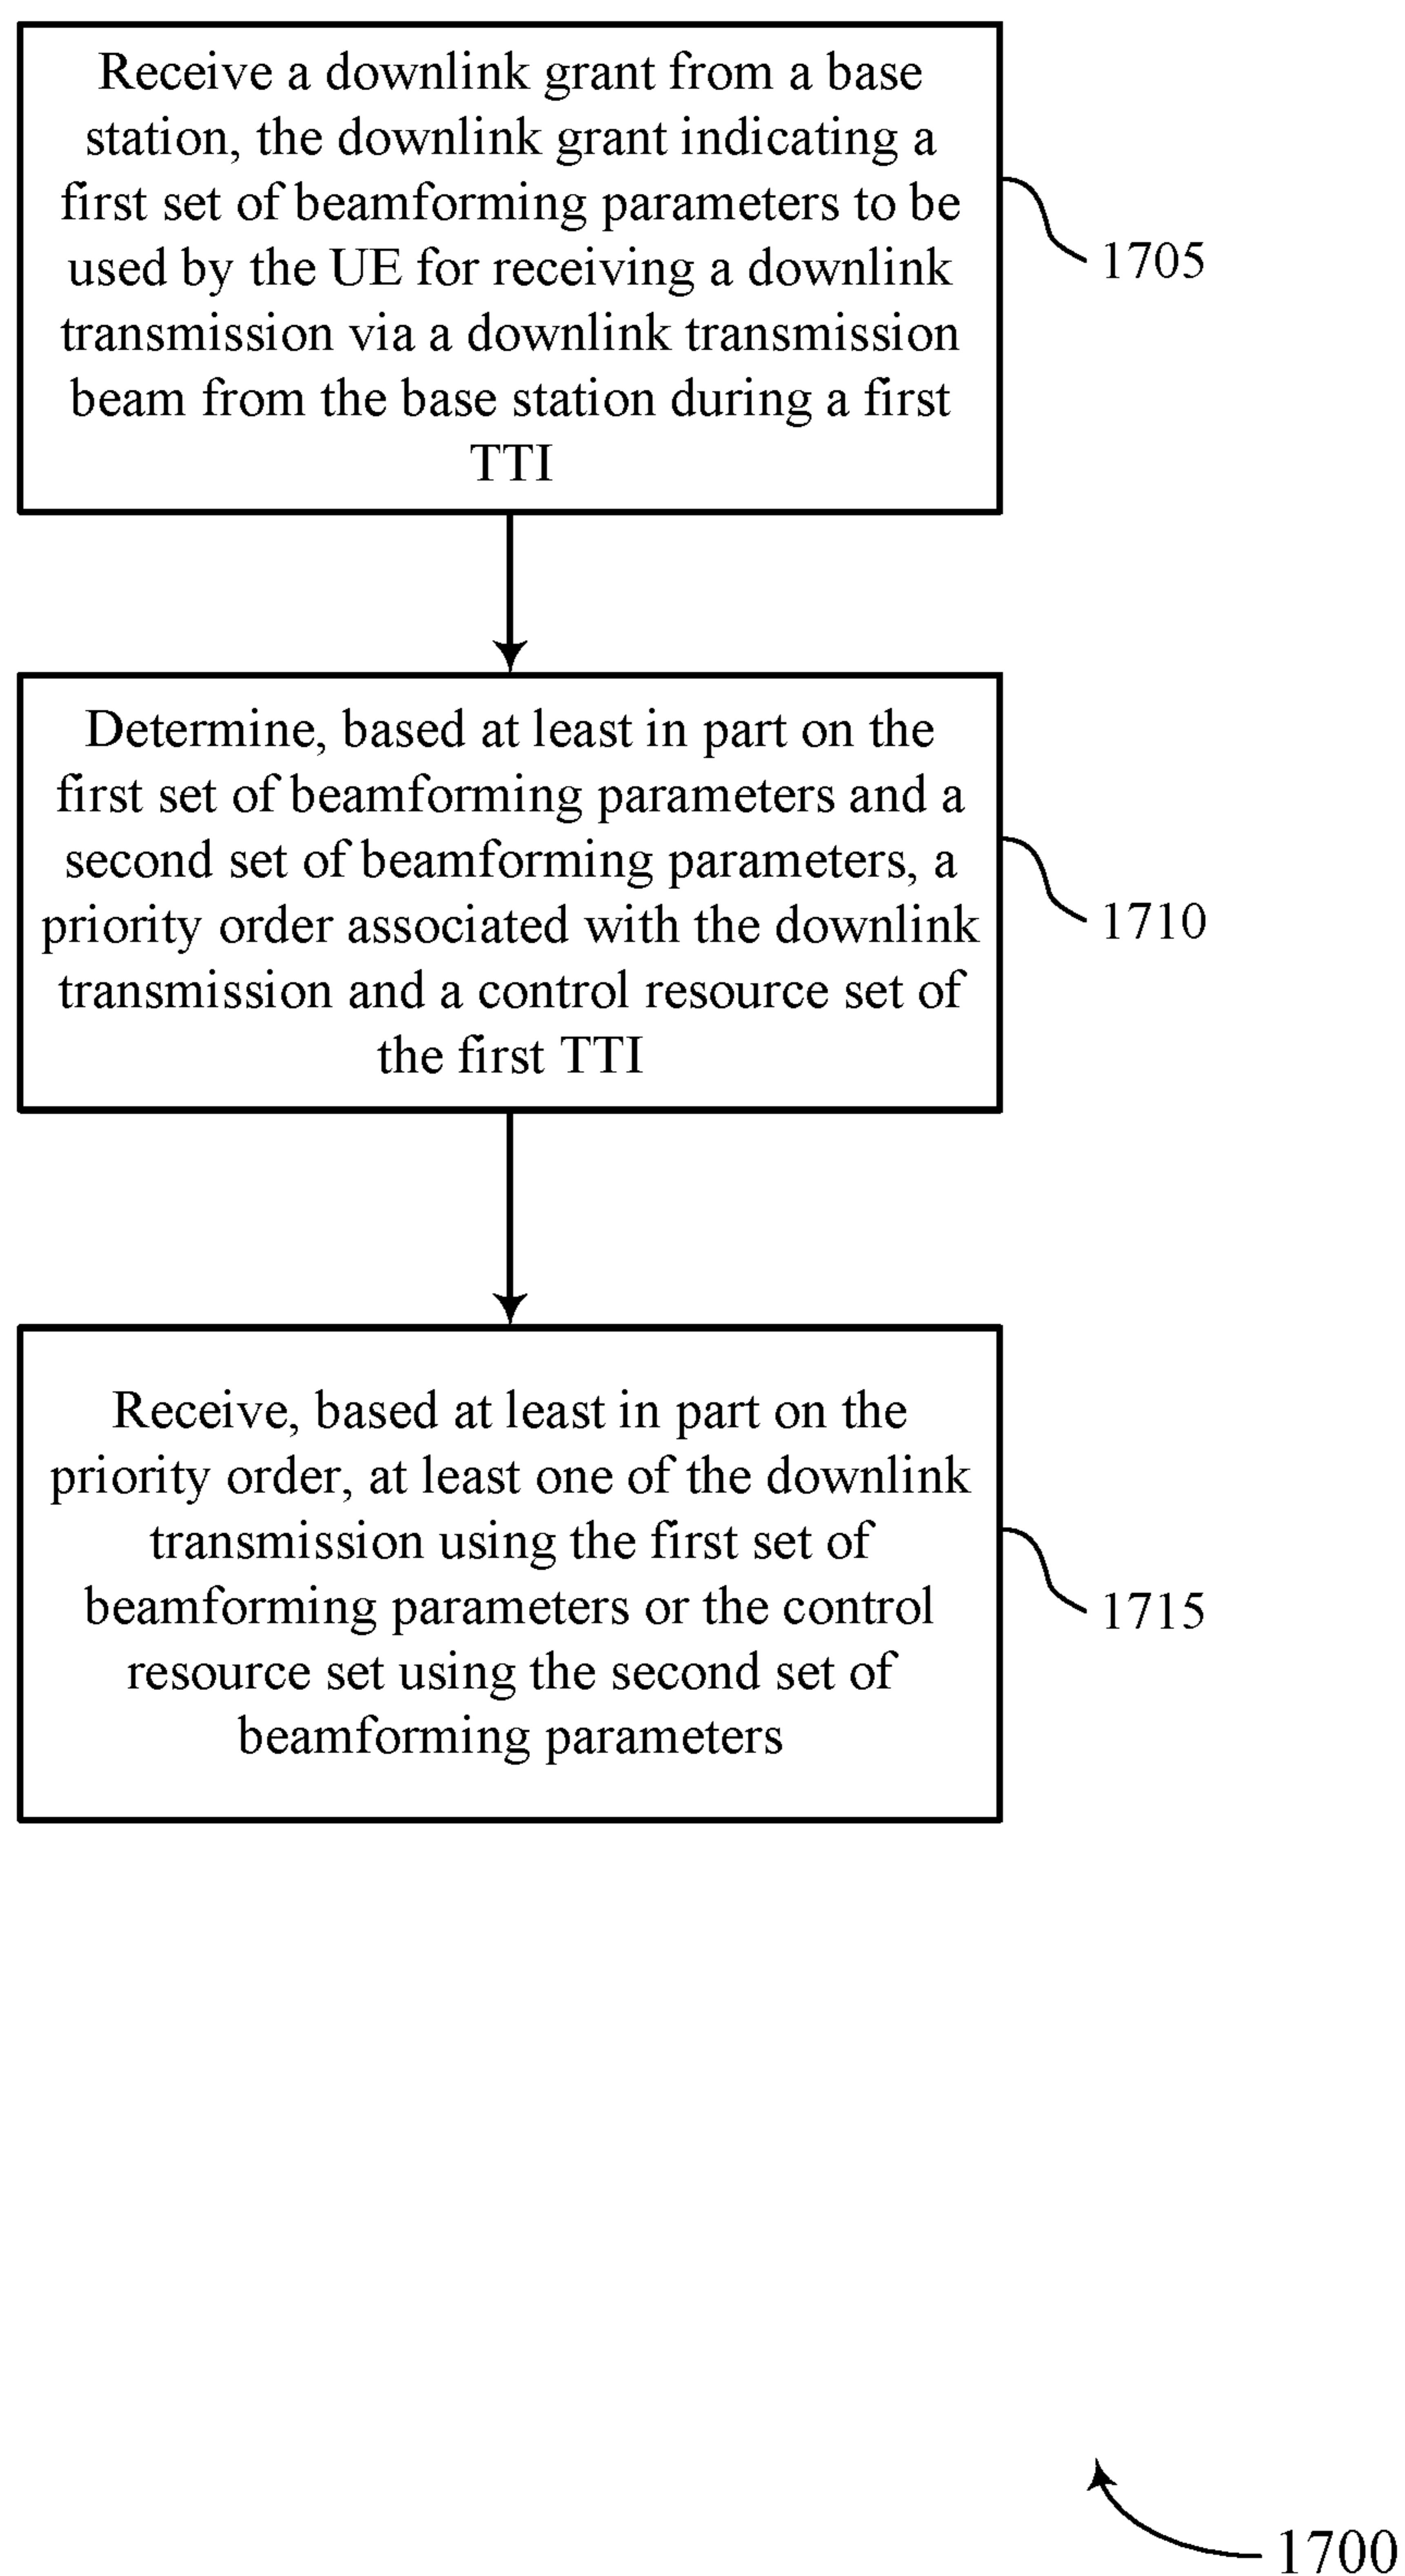 Receive a downlink grant from a base
station, the downlink grant indicating a
first set of beamforming parameters to be
used by the UE for receiving a downlink
transmission via a downlink transmission
beam from the base station during a first
TTI
1705
Determine, based at least in part on the
first set of beamforming parameters and a
second set of beamforming parameters, a
priority order associated with the downlink
transmission and a control resource set of
the first TTI
1710
Receive, based at least in part on the
priority order, at least one of the downlink
transmission using the first set of
beamforming parameters or the control
resource set using the second set of
beamforming parameters
1715
1700